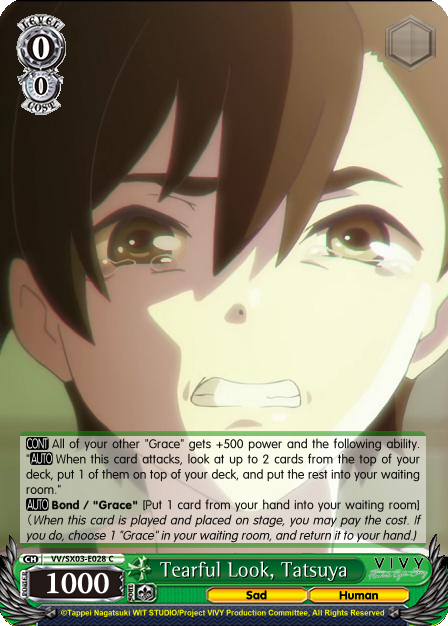 LEVEL
0
0
COST
CONT All of your other "Grace" gets +500 power and the following ability.
"AUTO When this card attacks, look at up to 2 cards from the top of your
deck, put 1 of them on top of your deck, and put the rest into your waiting
room."
AUTO Bond / "Grace" [Put 1 card from your hand into your waiting room]
(When this card is played and placed on stage, you may pay the cost. If
you do, choose 1 "Grace" in your waiting room, and return it to your hand.)
CH VV/SX03-E028 C
POWER 1000 SOUL Tearful Look, Tatsuya VIVY
Sad Human
©Tappei Nagatsuki WIT STUDIO/Project VIVY Production Committee, All Rights Reserved